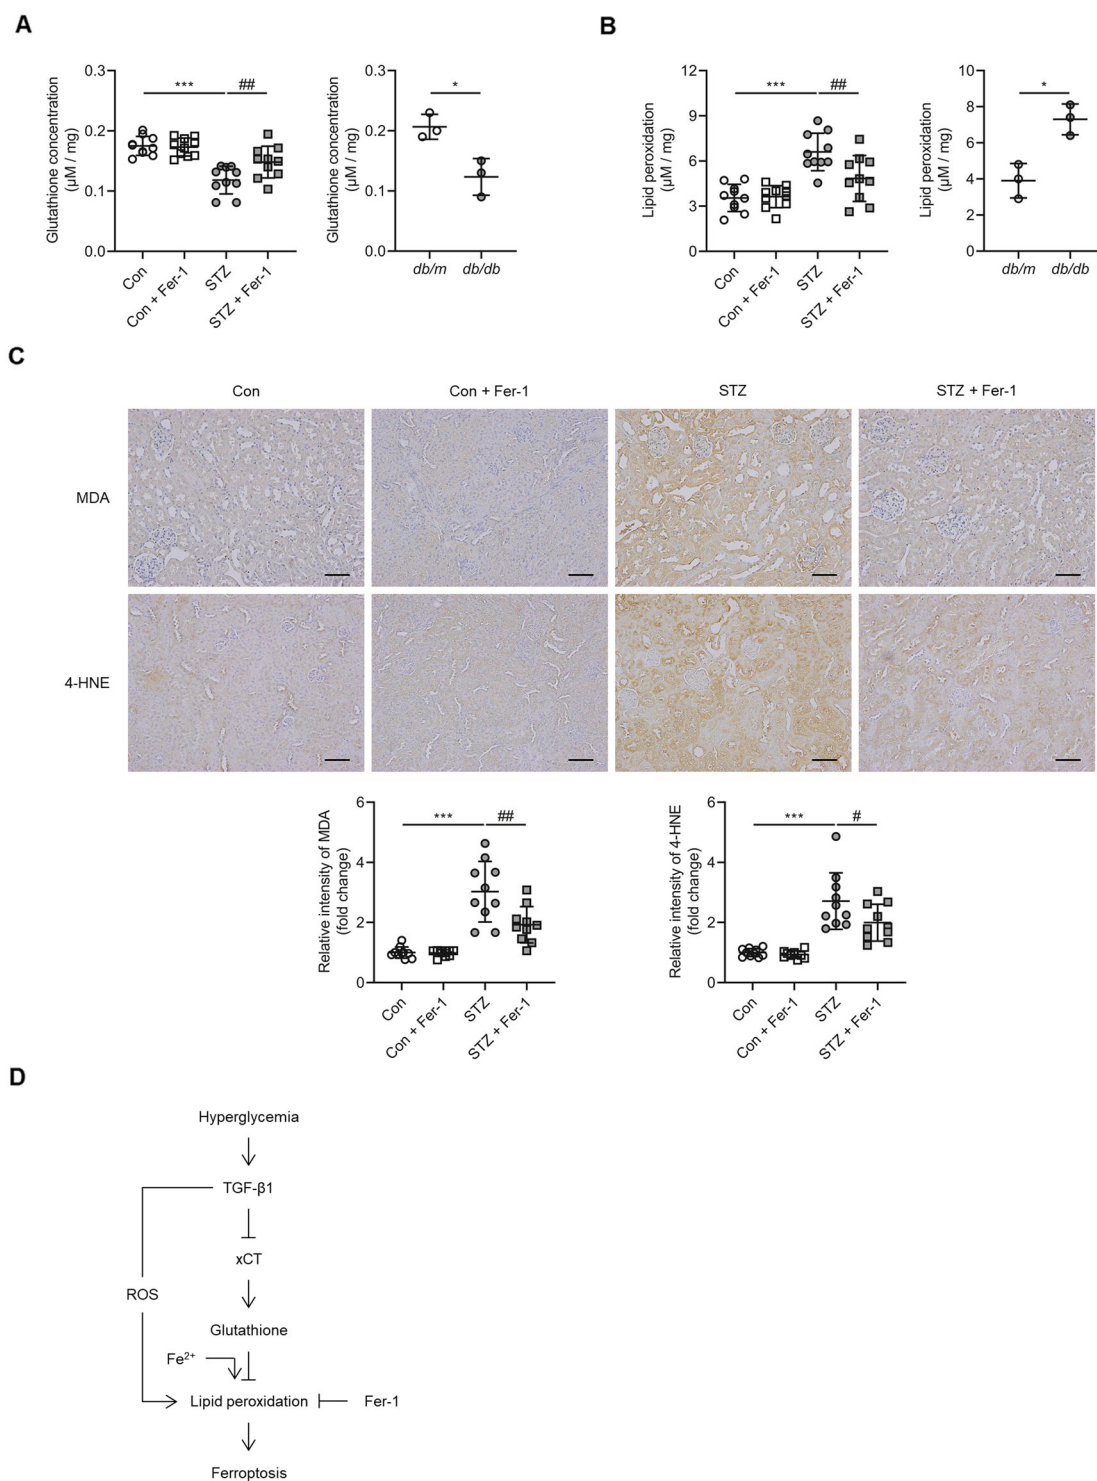 A
B
Glutathione concentration
(µM / mg)
0.3
0.2
0.1
0.0
***
##
Con
Con + Fer-1
STZ
STZ + Fer-1
Glutathione concentration
(µM / mg)
0.3
0.2
0.1
0.0
*
db/m
db/db
Lipid peroxidation
(µM / mg)
12
9
6
3
0
***
##
Con
Con + Fer-1
STZ
STZ + Fer-1
Lipid peroxidation
(µM / mg)
10
8
6
4
2
0
*
db/m
db/db
C
Con
Con + Fer-1
STZ
STZ + Fer-1
MDA
4-HNE
Relative intensity of MDA
(fold change)
6
4
2
0
***
##
Con
Con + Fer-1
STZ
STZ + Fer-1
Relative intensity of 4-HNE
(fold change)
6
4
2
0
***
#
Con
Con + Fer-1
STZ
STZ + Fer-1
D
Hyperglycemia
TGF-β1
xCT
ROS
Glutathione
Fe²⁺
Lipid peroxidation
Fer-1
Ferroptosis